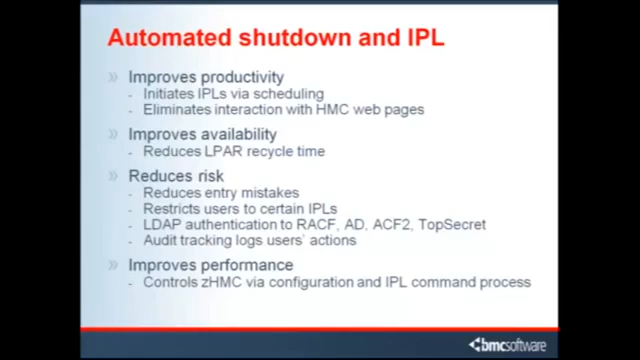 Automated shutdown and IPL
» Improves productivity
- Initiates IPLs via scheduling
- Eliminates interaction with HMC web pages
» Improves availability
- Reduces LPAR recycle time
» Reduces risk
- Reduces entry mistakes
- Restricts users to certain IPLs
- LDAP authentication to RACF, AD, ACF2, TopSecret
- Audit tracking logs users' actions
» Improves performance
- Controls zHMC via configuration and IPL command process
bmcsoftware